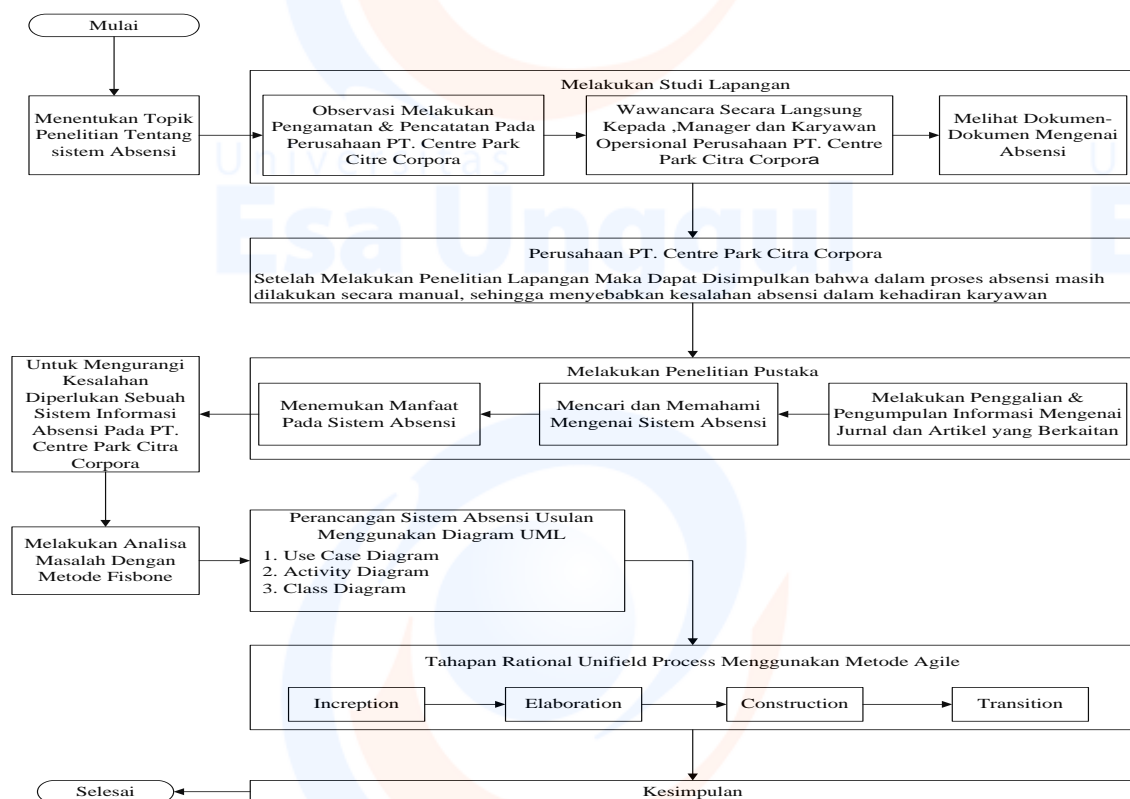 Mulai
Menentukan Topik
Penelitian Tentang
sistem Absensi
Melakukan Studi Lapangan
Observasi Melakukan
Pengamatan & Pencatatan Pada
Perusahaan PT. Centre Park
Citre Corpora
Wawancara Secara Langsung
Kepada ,Manager dan Karyawan
Opersional Perusahaan PT. Centre
Park Citra Corpora
Melihat Dokumen-
Dokumen Mengenai
Absensi
Universitas
Esa Unggul
Perusahaan PT. Centre Park Citra Corpora
Setelah Melakukan Penelitian Lapangan Maka Dapat Disimpulkan bahwa dalam proses absensi masih
dilakukan secara manual, sehingga menyebabkan kesalahan absensi dalam kehadiran karyawan
Melakukan Penelitian Pustaka
Melakukan Penggalian &
Pengumpulan Informasi Mengenai
Jurnal dan Artikel yang Berkaitan
Mencari dan Memahami
Mengenai Sistem Absensi
Menemukan Manfaat
Pada Sistem Absensi
Untuk Mengurangi
Kesalahan
Diperlukan Sebuah
Sistem Informasi
Absensi Pada PT.
Centre Park Citra
Corpora
Melakukan Analisa
Masalah Dengan
Metode Fisbone
Perancangan Sistem Absensi Usulan
Menggunakan Diagram UML
1. Use Case Diagram
2. Activity Diagram
3. Class Diagram
Tahapan Rational Unifield Process Menggunakan Metode Agile
Increption
Elaboration
Construction
Transition
Kesimpulan
Selesai